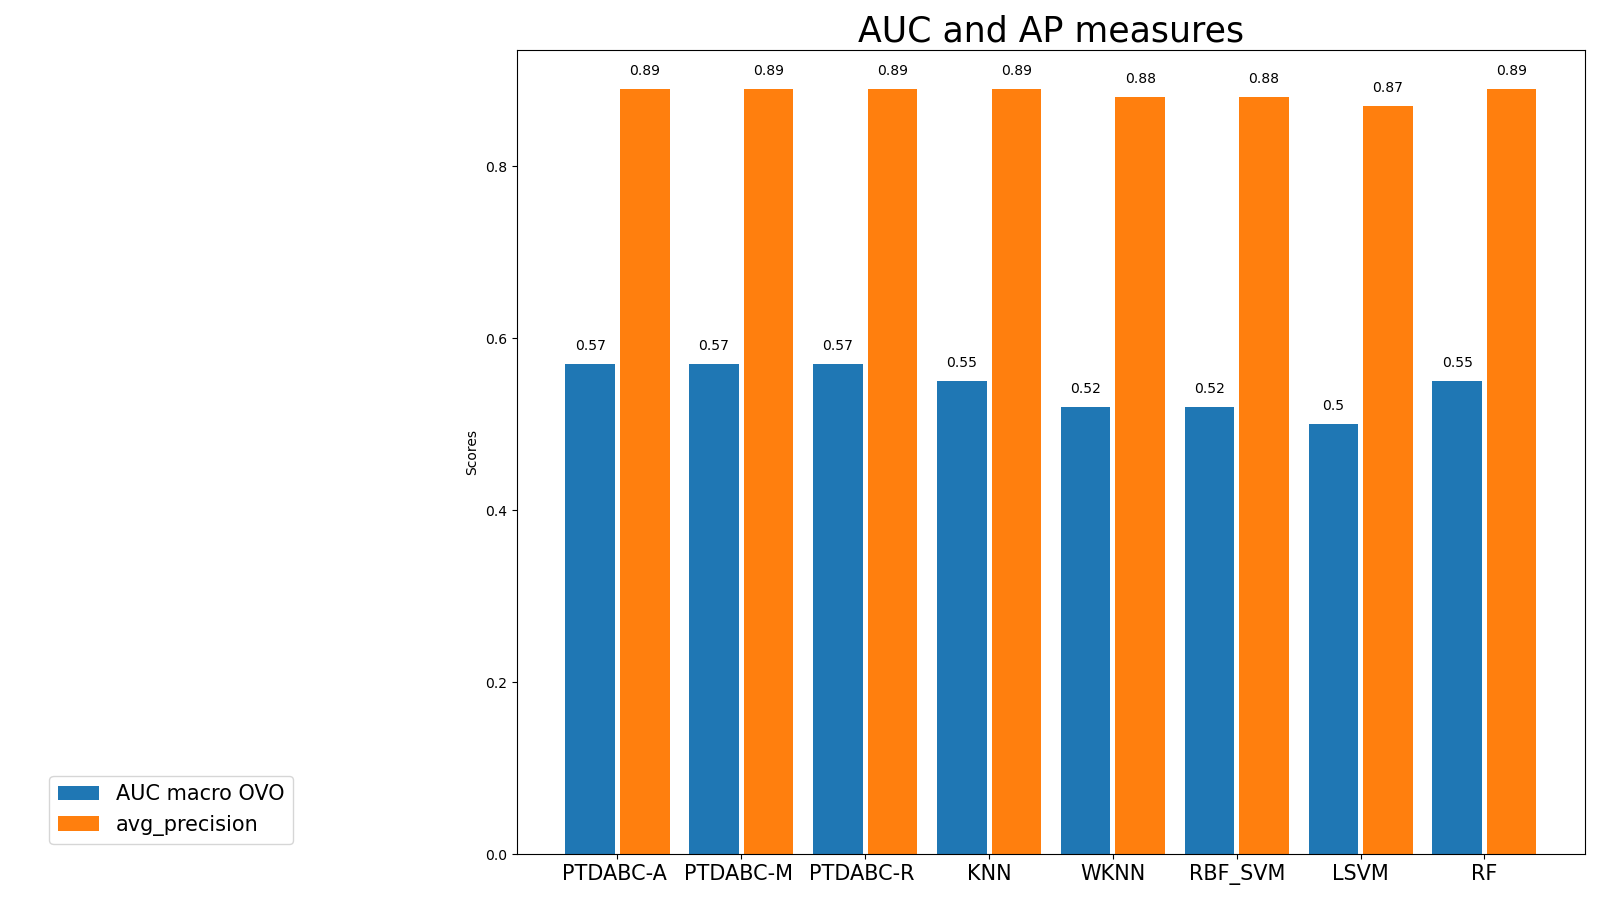 AUC and AP measures
0.89 0.89 0.89 0.89 0.88 0.88 0.87 0.89
0.8
0.57 0.57 0.57 0.55 0.52 0.52 0.5 0.55
0.6
Scores
0.4
0.2
0.0
PTDABC-A PTDABC-M PTDABC-R KNN WKNN RBF_SVM LSVM RF
AUC macro OVO
avg_precision